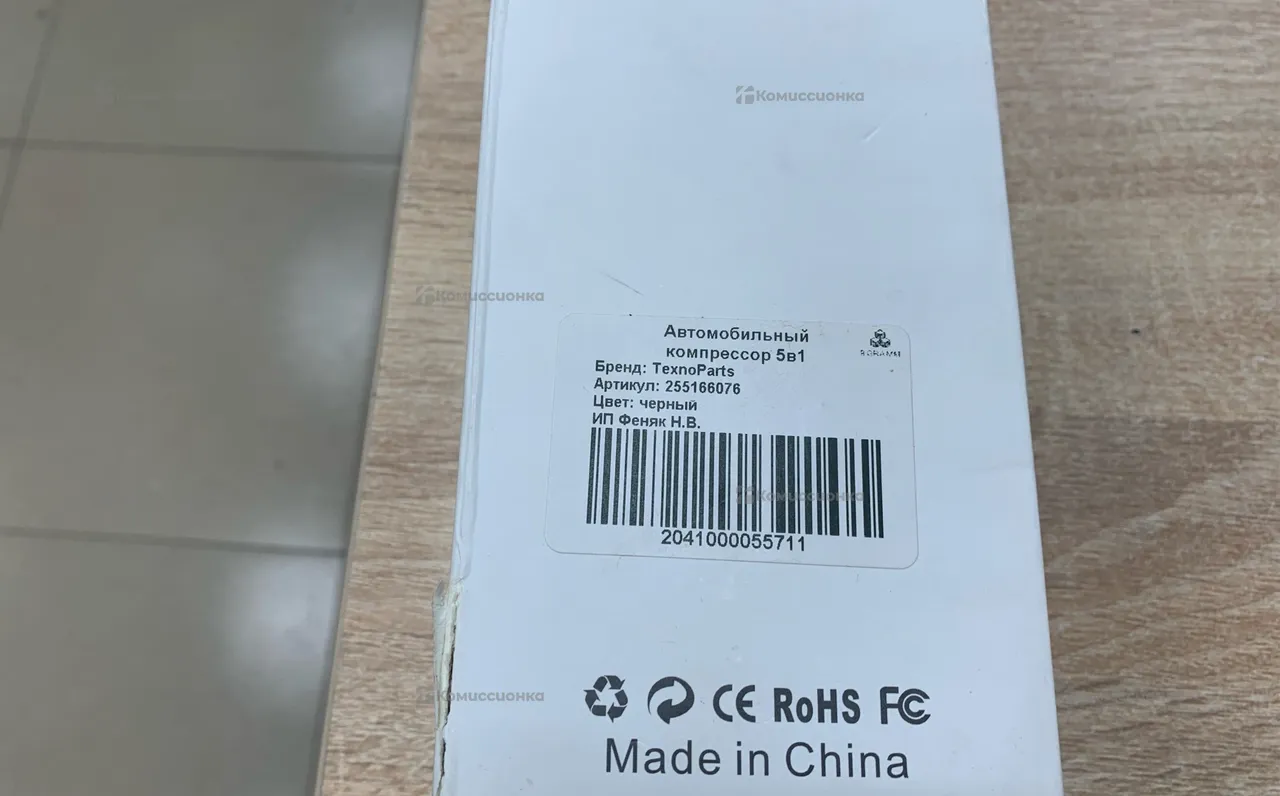 Комиссионка
Комиссионка
Автомобильный
компрессор 5в1
Бренд: TexnoParts
Артикул: 255166076
Цвет: черный
ИП Феняк Н.В.
Комиссионка
2041000055711
Комиссионка
CE RoHS FC
Made in China